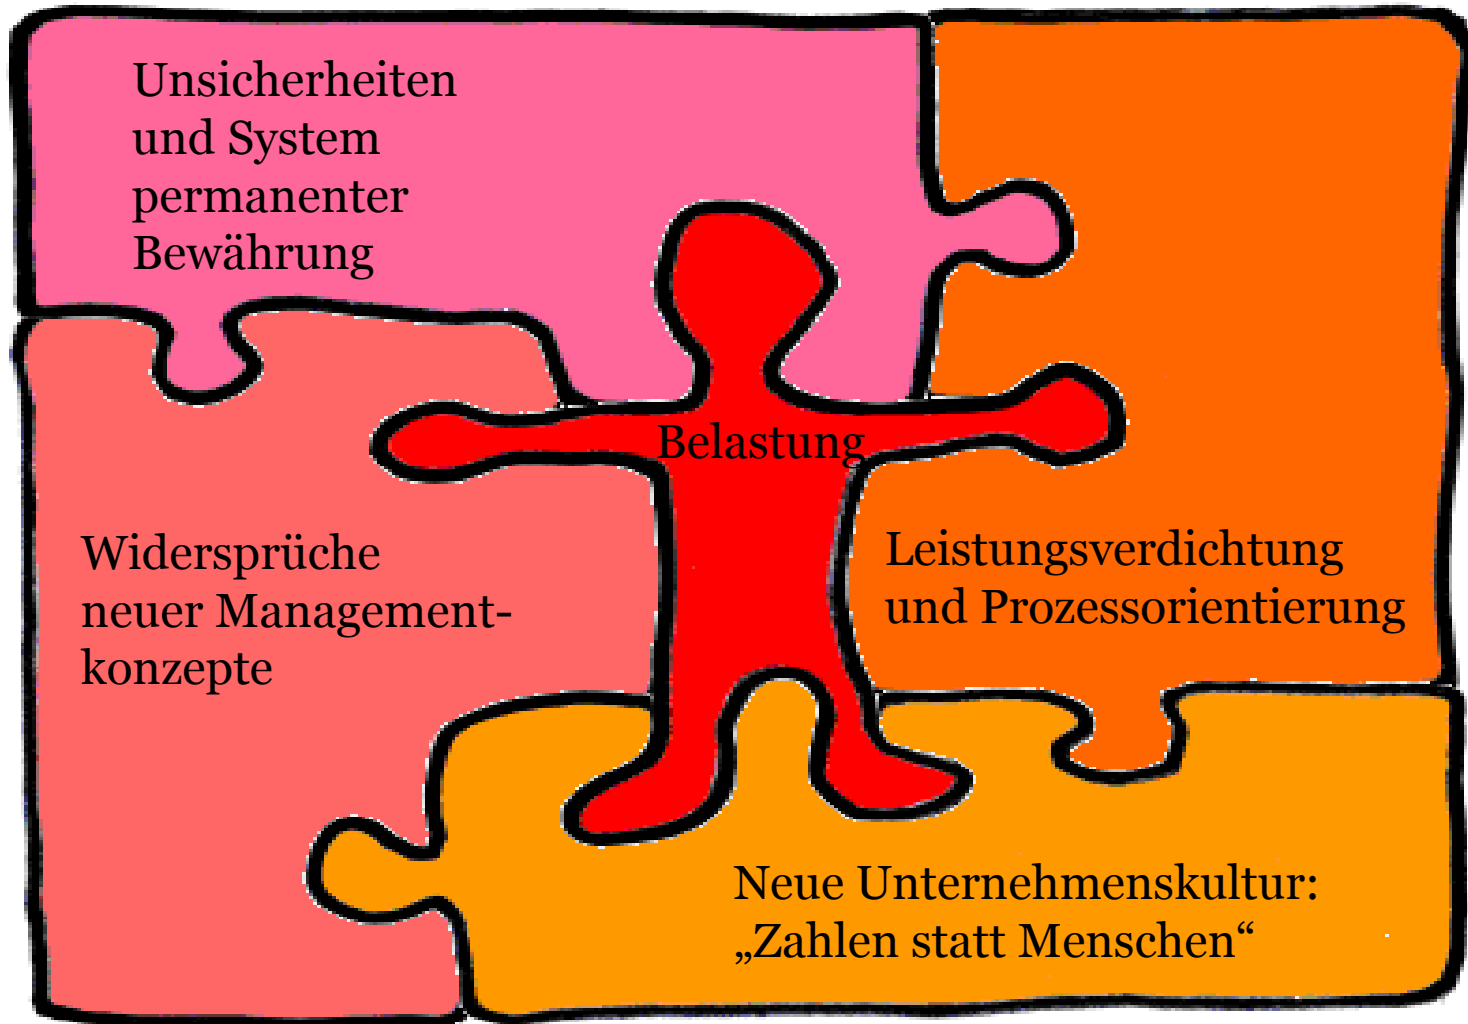 Unsicherheiten
und System
permanenter
Bewährung
Belastung
Widersprüche
neuer Management-
konzepte
Leistungsverdichtung
und Prozessorientierung
Neue Unternehmenskultur:
„Zahlen statt Menschen“